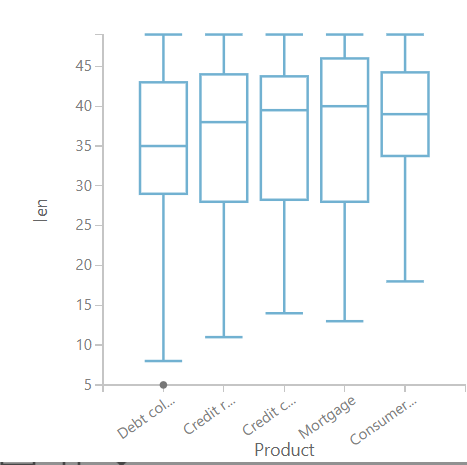 45
40
35
30
25
20
15
10
5
len
Debt col...
Credit r...
Credit c...
Mortgage
Consumer...
Product